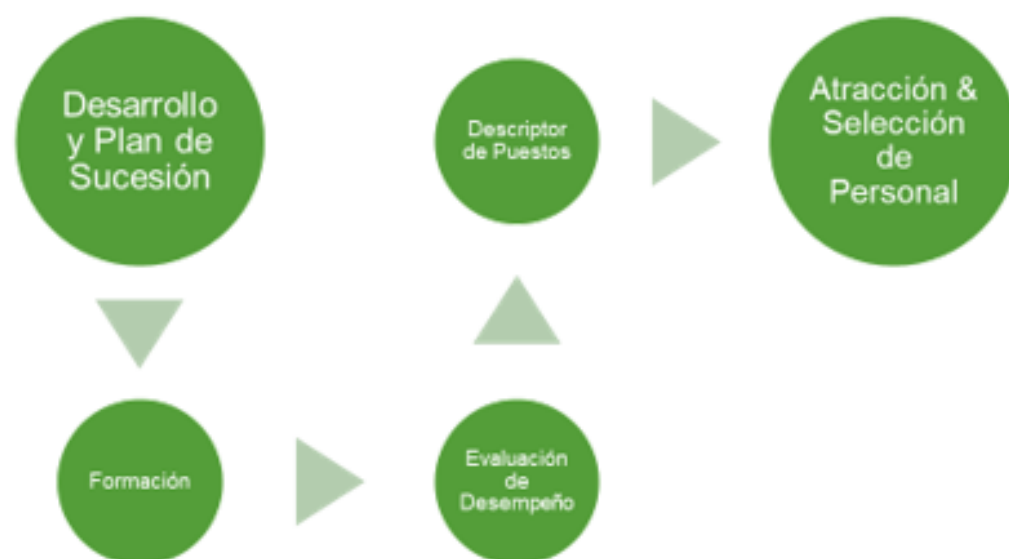 Desarrollo
y Plan de
Sucesión
Formación
Evaluación
de
Desempeño
Descriptor
de Puestos
Atracción &
Selección
de
Personal